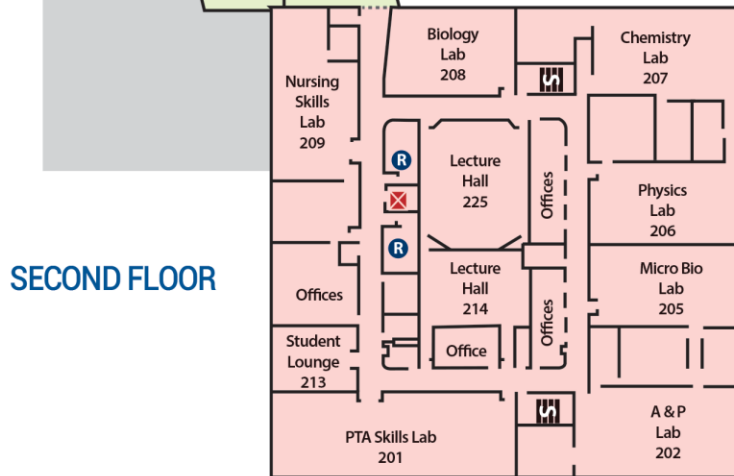 Biology
Lab
208
Chemistry
Lab
207
Nursing
Skills
Lab
209
S
R
Lecture
Hall
225
Offices
Physics
Lab
206
R
SECOND FLOOR
Offices
Lecture
Hall
214
Offices
Micro Bio
Lab
205
Student
Lounge
213
Office
S
PTA Skills Lab
201
A & P
Lab
202